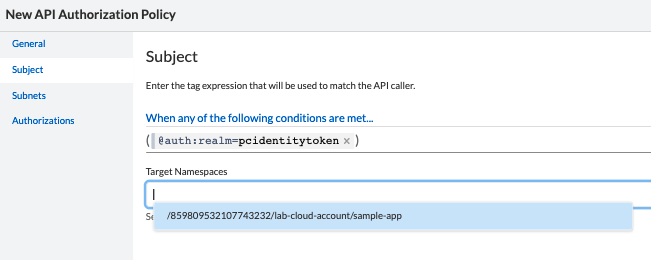 New API Authorization Policy
General
Subject
Subnets
Authorizations
Subject
Enter the tag expression that will be used to match the API caller.
When any of the following conditions are met...
( @auth:realm=pcidentitytoken × )
Target Namespaces
/859809532107743232/lab-cloud-account/sample-app